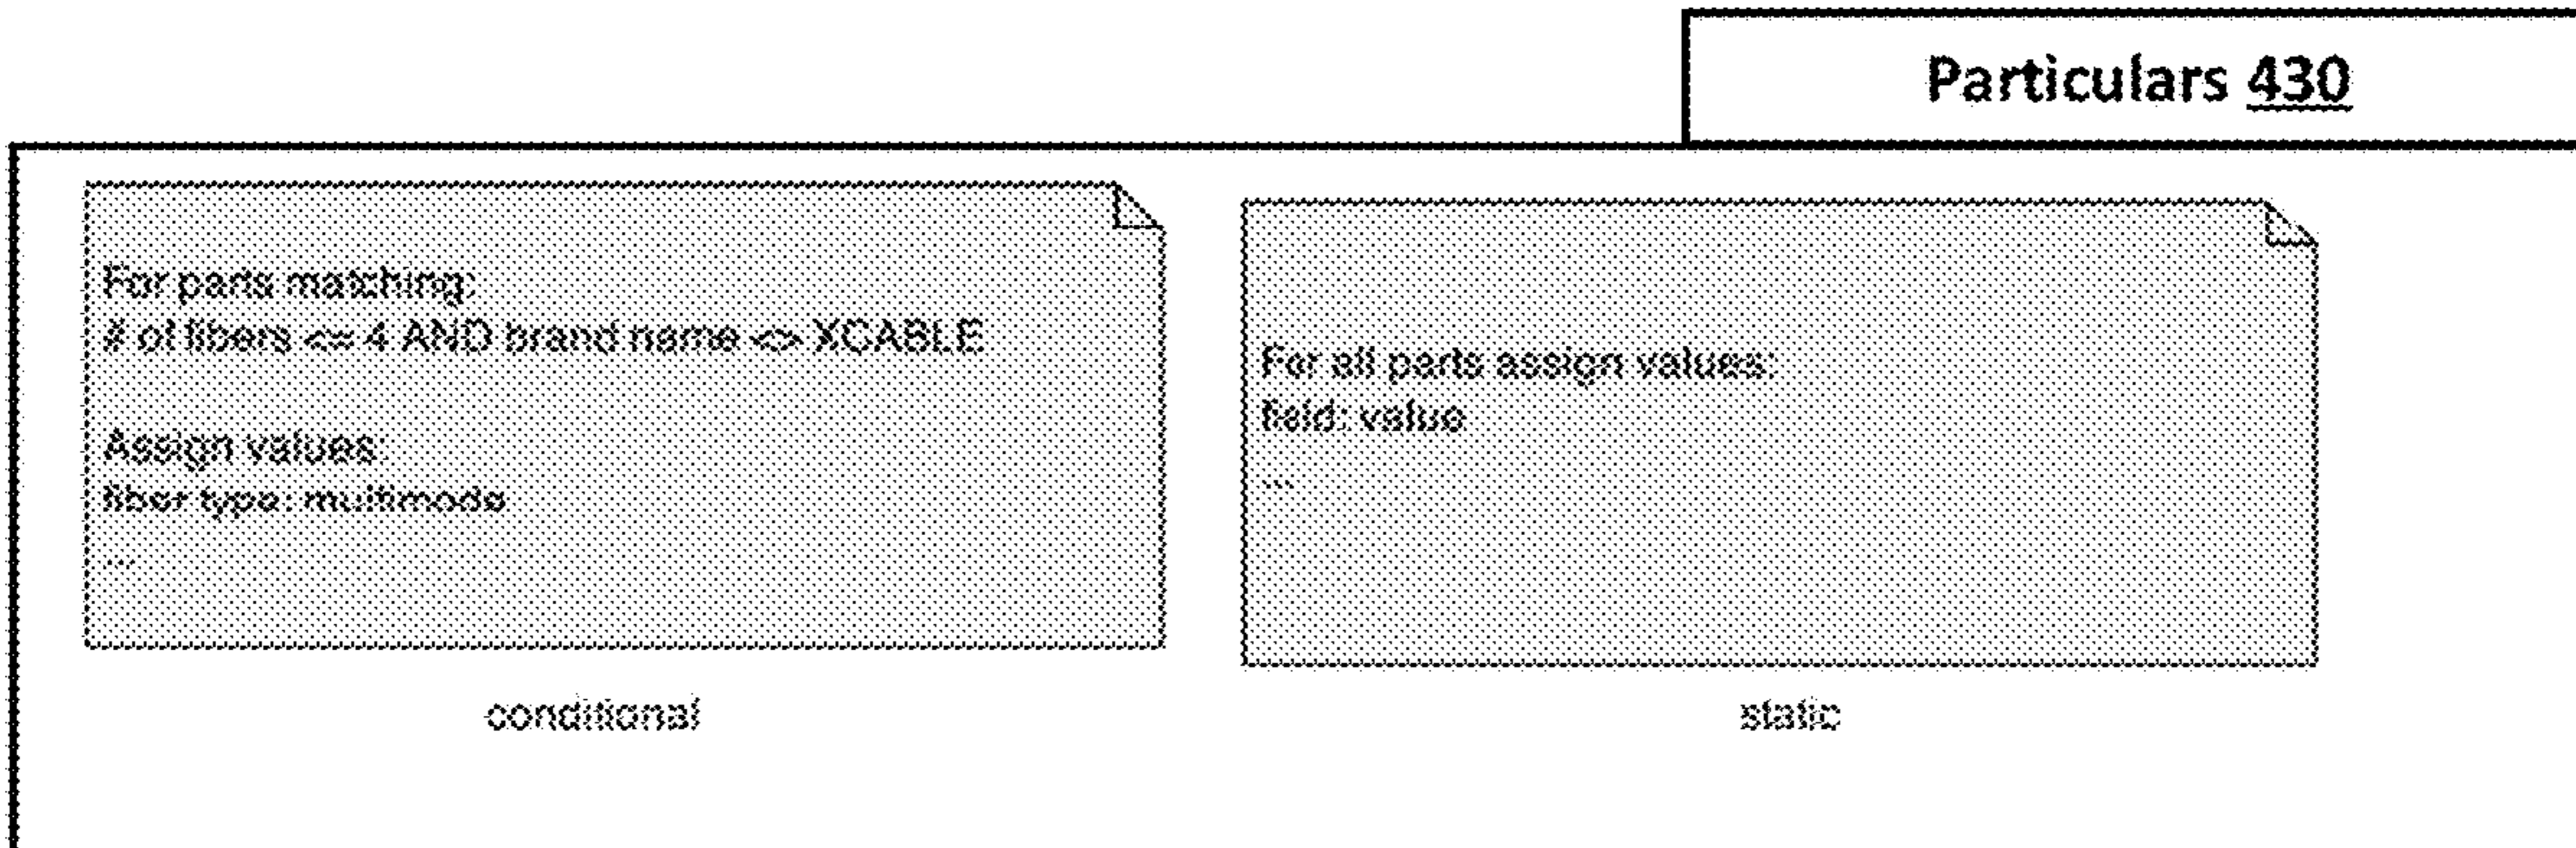 Particulars 430
For parts matching:
# of fibers <= 4 AND brand name <> XCABLE
Assign values:
fiber type: multimode
...
conditional
For all parts assign values:
field: value
...
static